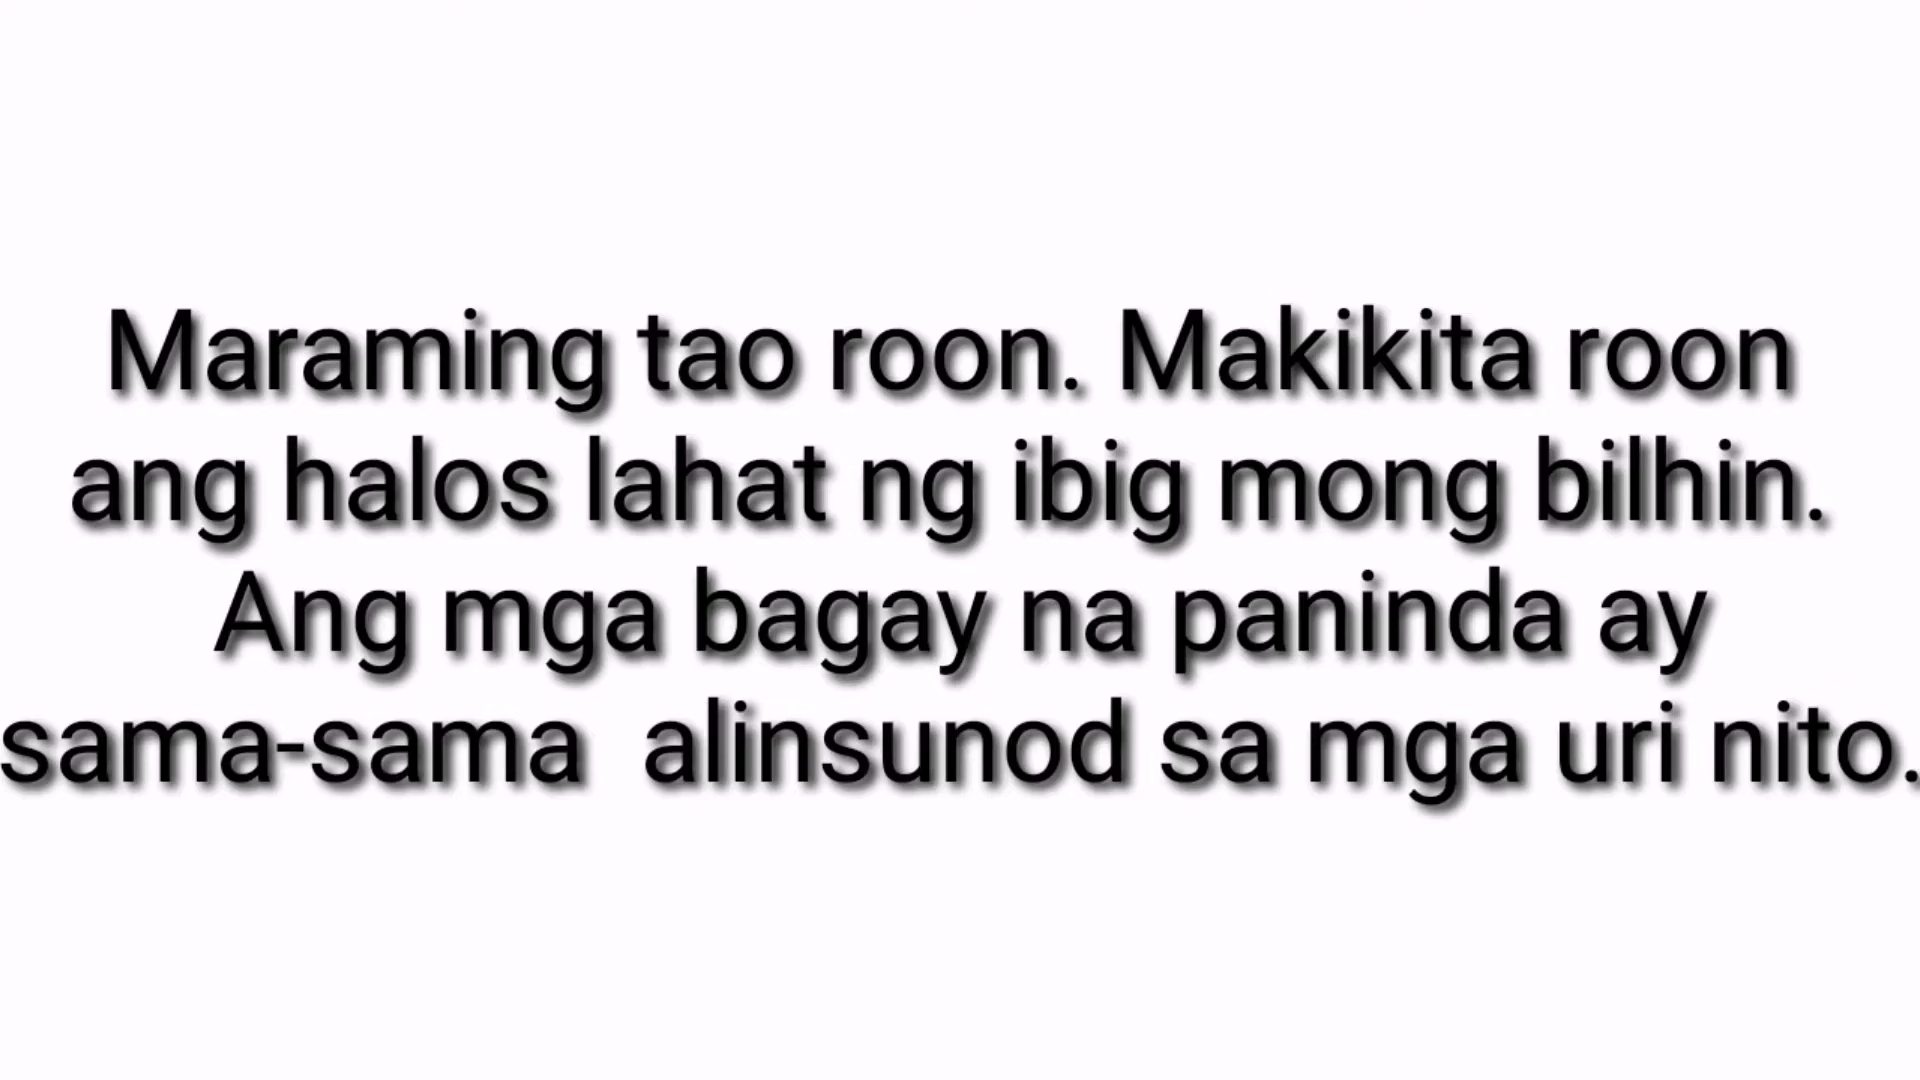 Maraming tao roon. Makikita roon
ang halos lahat ng ibig mong bilhin.
Ang mga bagay na paninda ay
sama-sama  alinsunod sa mga uri nito.